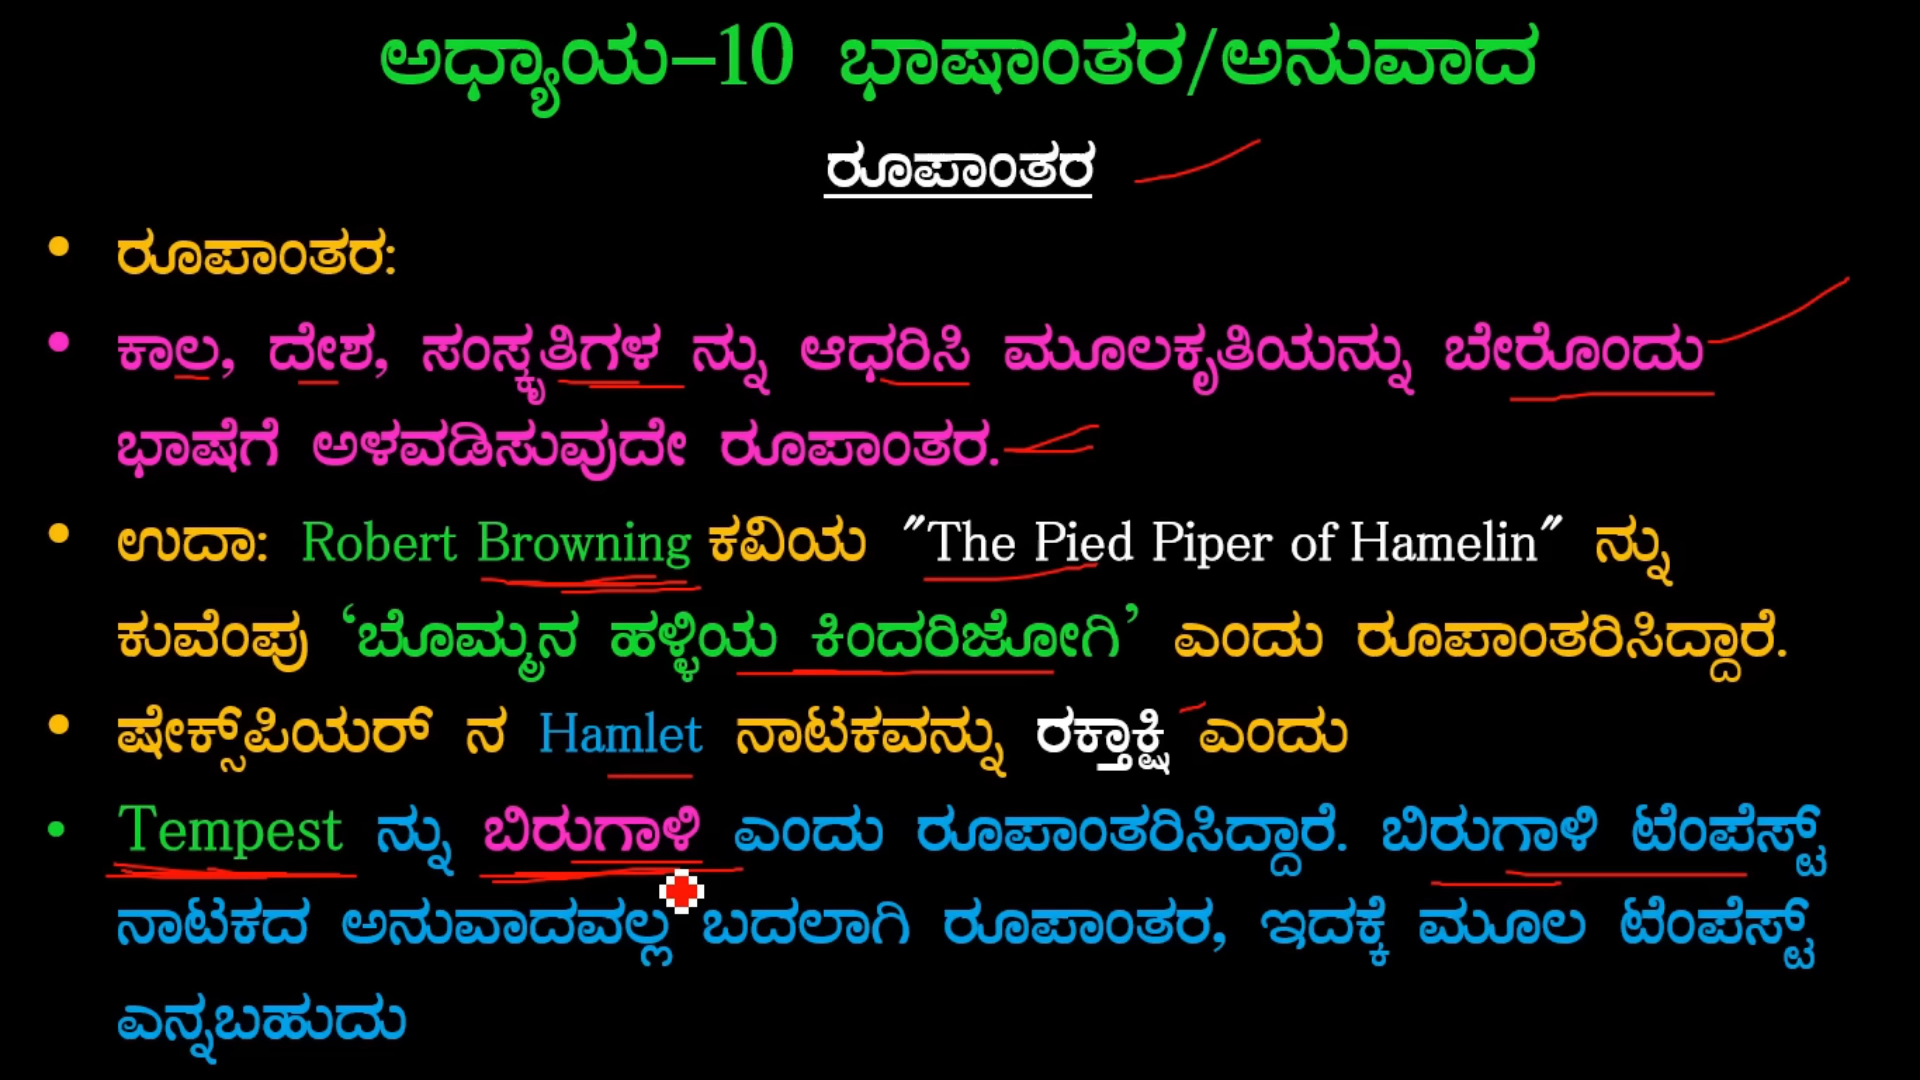 ಅಧ್ಯಾಯ–10 ಭಾಷಾಂತರ/ಅನುವಾದ
ರೂಪಾಂತರ
• ರೂಪಾಂತರ:
• ಕಾಲ, ದೇಶ, ಸಂಸ್ಕೃತಿಗಳ ನ್ನು ಆಧರಿಸಿ ಮೂಲಕೃತಿಯನ್ನು ಬೇರೊಂದು
ಭಾಷೆಗೆ ಅಳವಡಿಸುವುದೇ ರೂಪಾಂತರ.
• ಉದಾ: Robert Browning ಕವಿಯ "The Pied Piper of Hamelin" ನ್ನು
ಕುವೆಂಪು ‘ಬೊಮ್ಮನ ಹಳ್ಳಿಯ ಕಿಂದರಿಜೋಗಿ’ ಎಂದು ರೂಪಾಂತರಿಸಿದ್ದಾರೆ.
• ಷೇಕ್ಸ್‌ಪಿಯರ್ ನ Hamlet ನಾಟಕವನ್ನು ರಕ್ತಾಕ್ಷಿ ಎಂದು
• Tempest ನ್ನು ಬಿರುಗಾಳಿ ಎಂದು ರೂಪಾಂತರಿಸಿದ್ದಾರೆ. ಬಿರುಗಾಳಿ ಟೆಂಪೆಸ್ಟ್
ನಾಟಕದ ಅನುವಾದವಲ್ಲ ಬದಲಾಗಿ ರೂಪಾಂತರ, ಇದಕ್ಕೆ ಮೂಲ ಟೆಂಪೆಸ್ಟ್
ಎನ್ನಬಹುದು